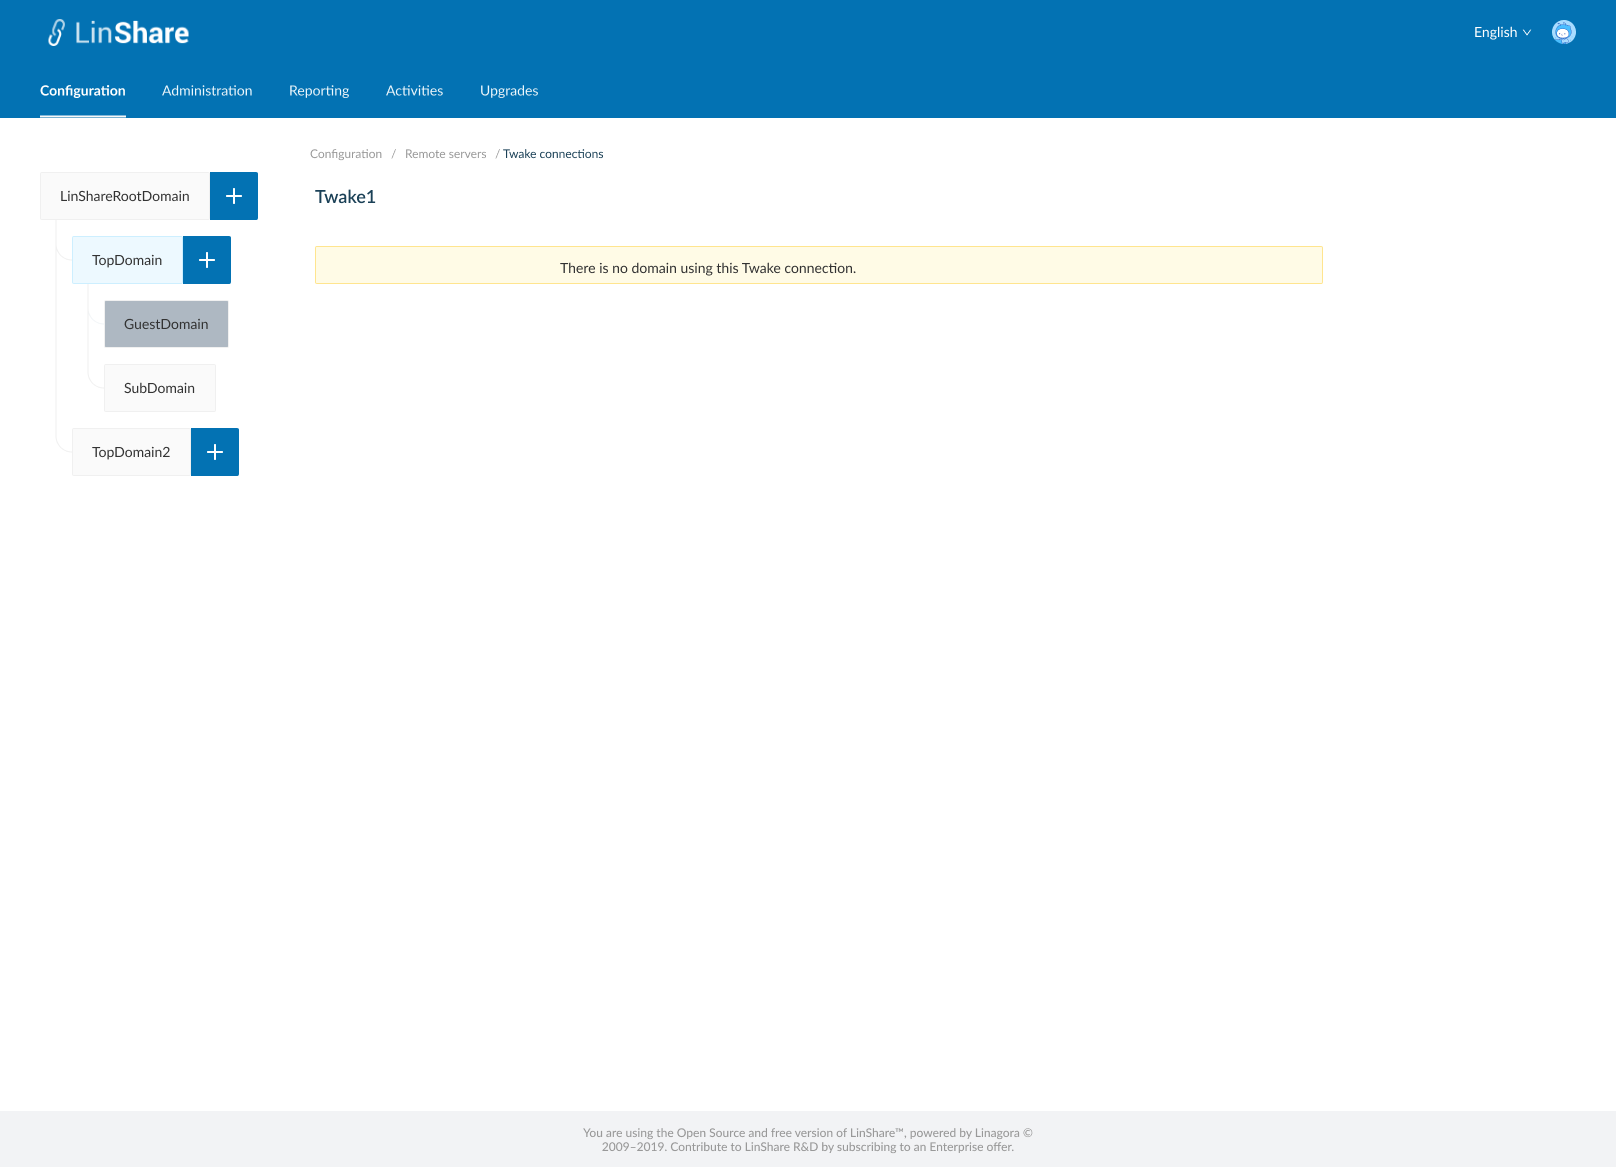 LinShare
English
Configuration Administration Reporting Activities Upgrades
Configuration / Remote servers / Twake connections
LinShareRootDomain
TopDomain
GuestDomain
SubDomain
TopDomain2
Twake1
There is no domain using this Twake connection.
You are using the Open Source and free version of LinShare™, powered by Linagora ©
2009–2019. Contribute to LinShare R&D by subscribing to an Enterprise offer.